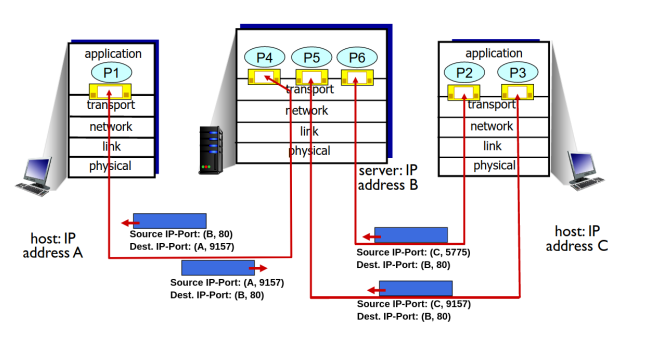 application
P1
transport
network
link
physical
host: IP
address A
P4
P5
P6
transport
network
link
physical
server: IP
address B
application
P2
P3
transport
network
link
physical
host: IP
address C
Source IP-Port: (B, 80)
Dest. IP-Port: (A, 9157)
Source IP-Port: (A, 9157)
Dest. IP-Port: (B, 80)
Source IP-Port: (C, 5775)
Dest. IP-Port: (B, 80)
Source IP-Port: (C, 9157)
Dest. IP-Port: (B, 80)